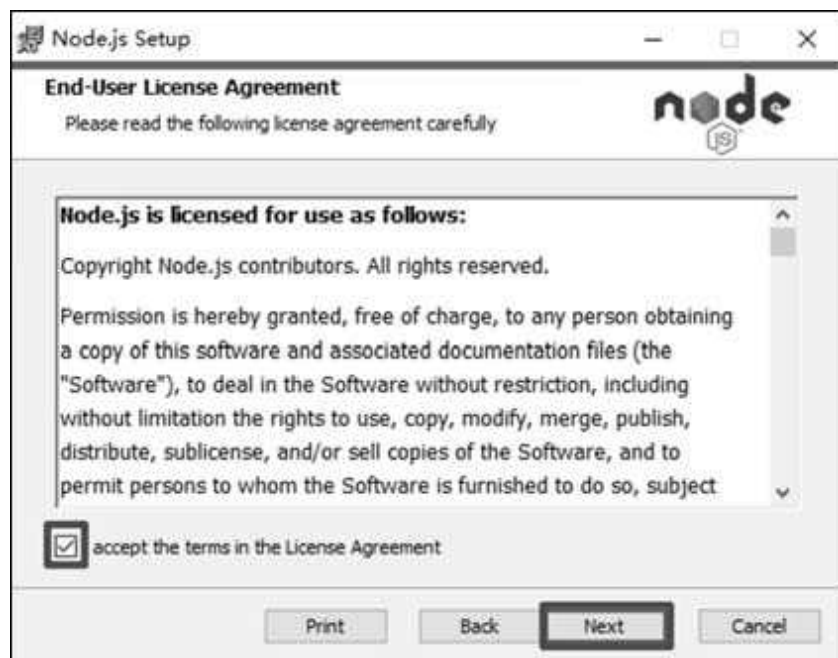 Node.js Setup
End-User License Agreement
Please read the following license agreement carefully
node
JS
Node.js is licensed for use as follows:
Copyright Node.js contributors. All rights reserved.
Permission is hereby granted, free of charge, to any person obtaining
a copy of this software and associated documentation files (the
"Software"), to deal in the Software without restriction, including
without limitation the rights to use, copy, modify, merge, publish,
distribute, sublicense, and/or sell copies of the Software, and to
permit persons to whom the Software is furnished to do so, subject
accept the terms in the License Agreement
Print Back Next Cancel